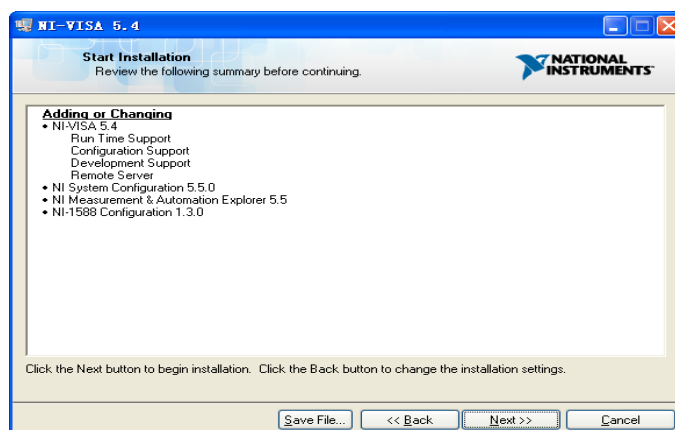 NI-VISA 5.4
Start Installation
Review the following summary before continuing.
NATIONAL
INSTRUMENTS™
Adding or Changing
• NI-VISA 5.4
Run Time Support
Configuration Support
Development Support
Remote Server
• NI System Configuration 5.5.0
• NI Measurement & Automation Explorer 5.5
• NI-1588 Configuration 1.3.0
Click the Next button to begin installation.  Click the Back button to change the installation settings.
Save File... << Back Next >> Cancel